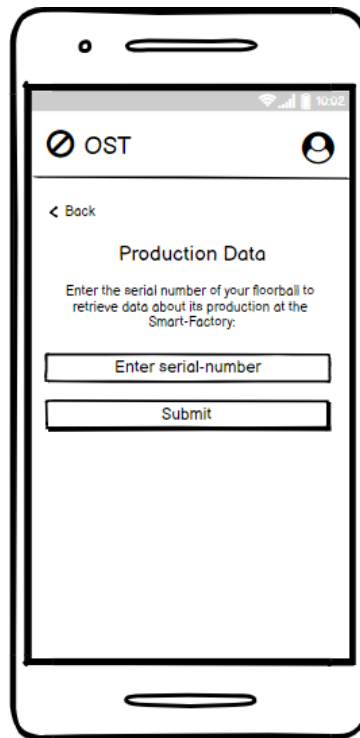 10:02
OST
Back
Production Data
Enter the serial number of your floorball to
retrieve data about its production at the
Smart-Factory:
Enter serial-number
Submit